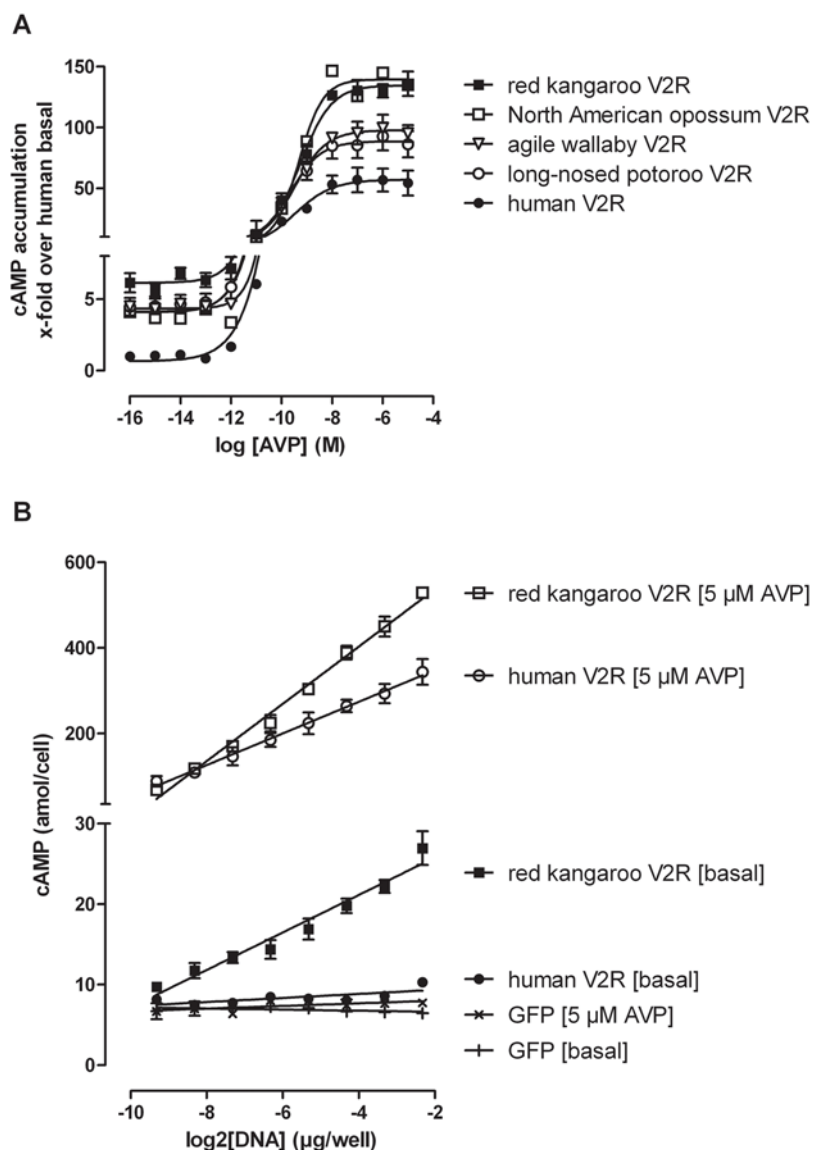 A
150
100
50
5
0
cAMP accumulation
x-fold over human basal
-16 -14 -12 -10 -8 -6 -4
log [AVP] (M)
red kangaroo V2R
North American opossum V2R
agile wallaby V2R
long-nosed potoroo V2R
human V2R
B
600
400
200
30
20
10
0
cAMP (amol/cell)
-10 -8 -6 -4 -2
log2[DNA] (µg/well)
red kangaroo V2R [5 µM AVP]
human V2R [5 µM AVP]
red kangaroo V2R [basal]
human V2R [basal]
GFP [5 µM AVP]
GFP [basal]